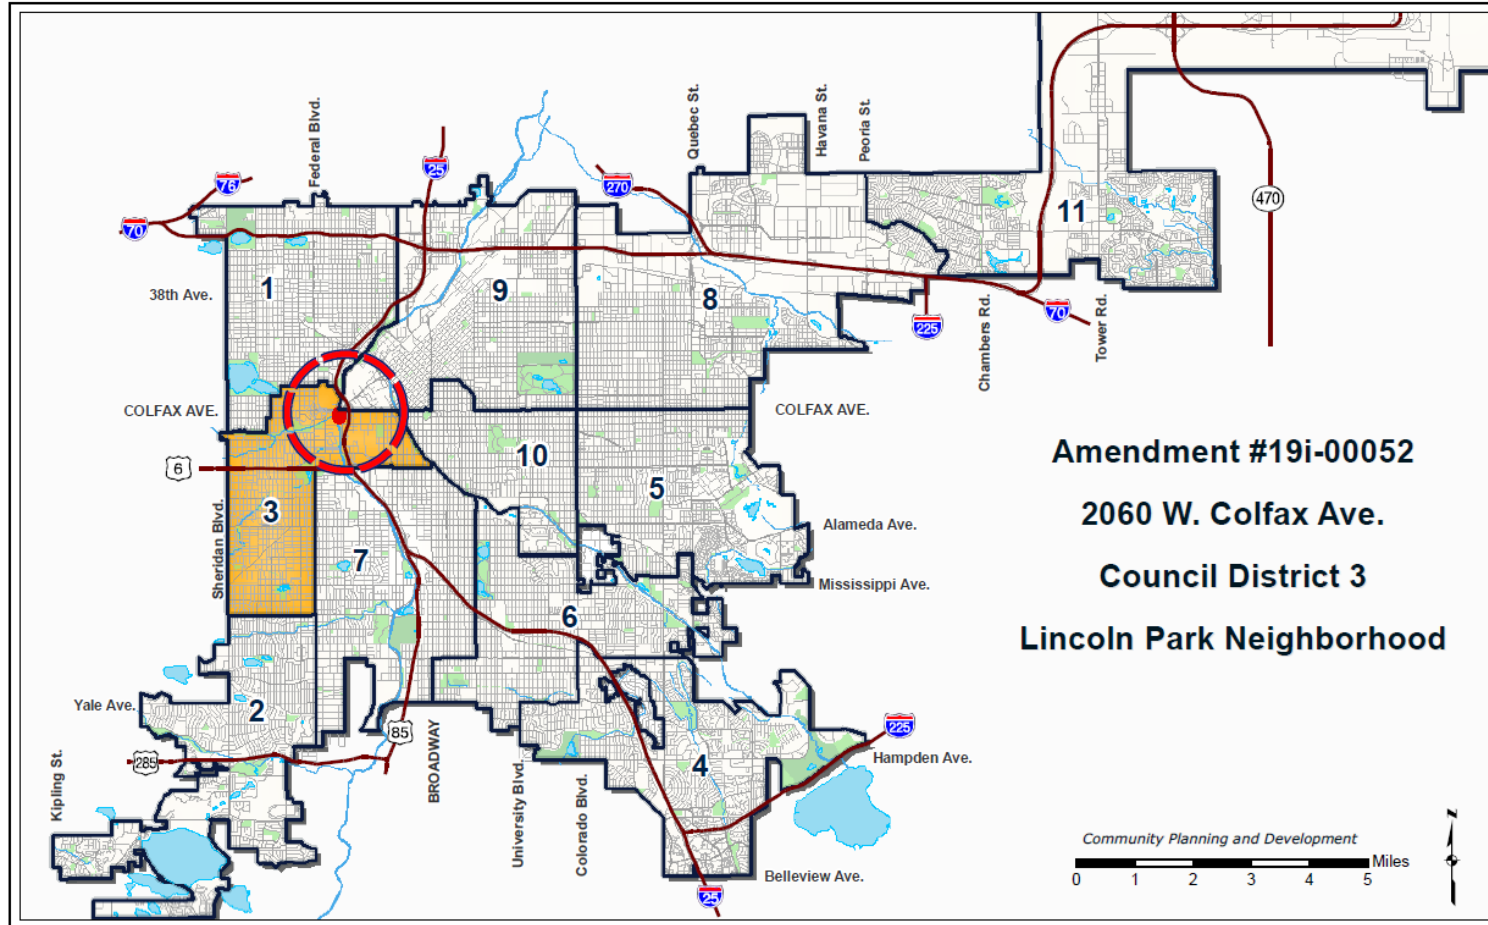 Federal Blvd.
Quebec St.
Havana St.
Peoria St.
76
25
270
70
470
11
1
9
8
38th Ave.
225
Chambers Rd.
70
Tower Rd.
COLFAX AVE.
COLFAX AVE.
6
10
5
3
Sheridan Blvd.
7
Alameda Ave.
Mississippi Ave.
6
Amendment #19i-00052
2060 W. Colfax Ave.
Council District 3
Lincoln Park Neighborhood
Yale Ave.
2
85
BROADWAY
225
Hampden Ave.
285
Kipling St.
4
University Blvd.
Colorado Blvd.
Belleview Ave.
25
Community Planning and Development
Miles
0 1 2 3 4 5
N